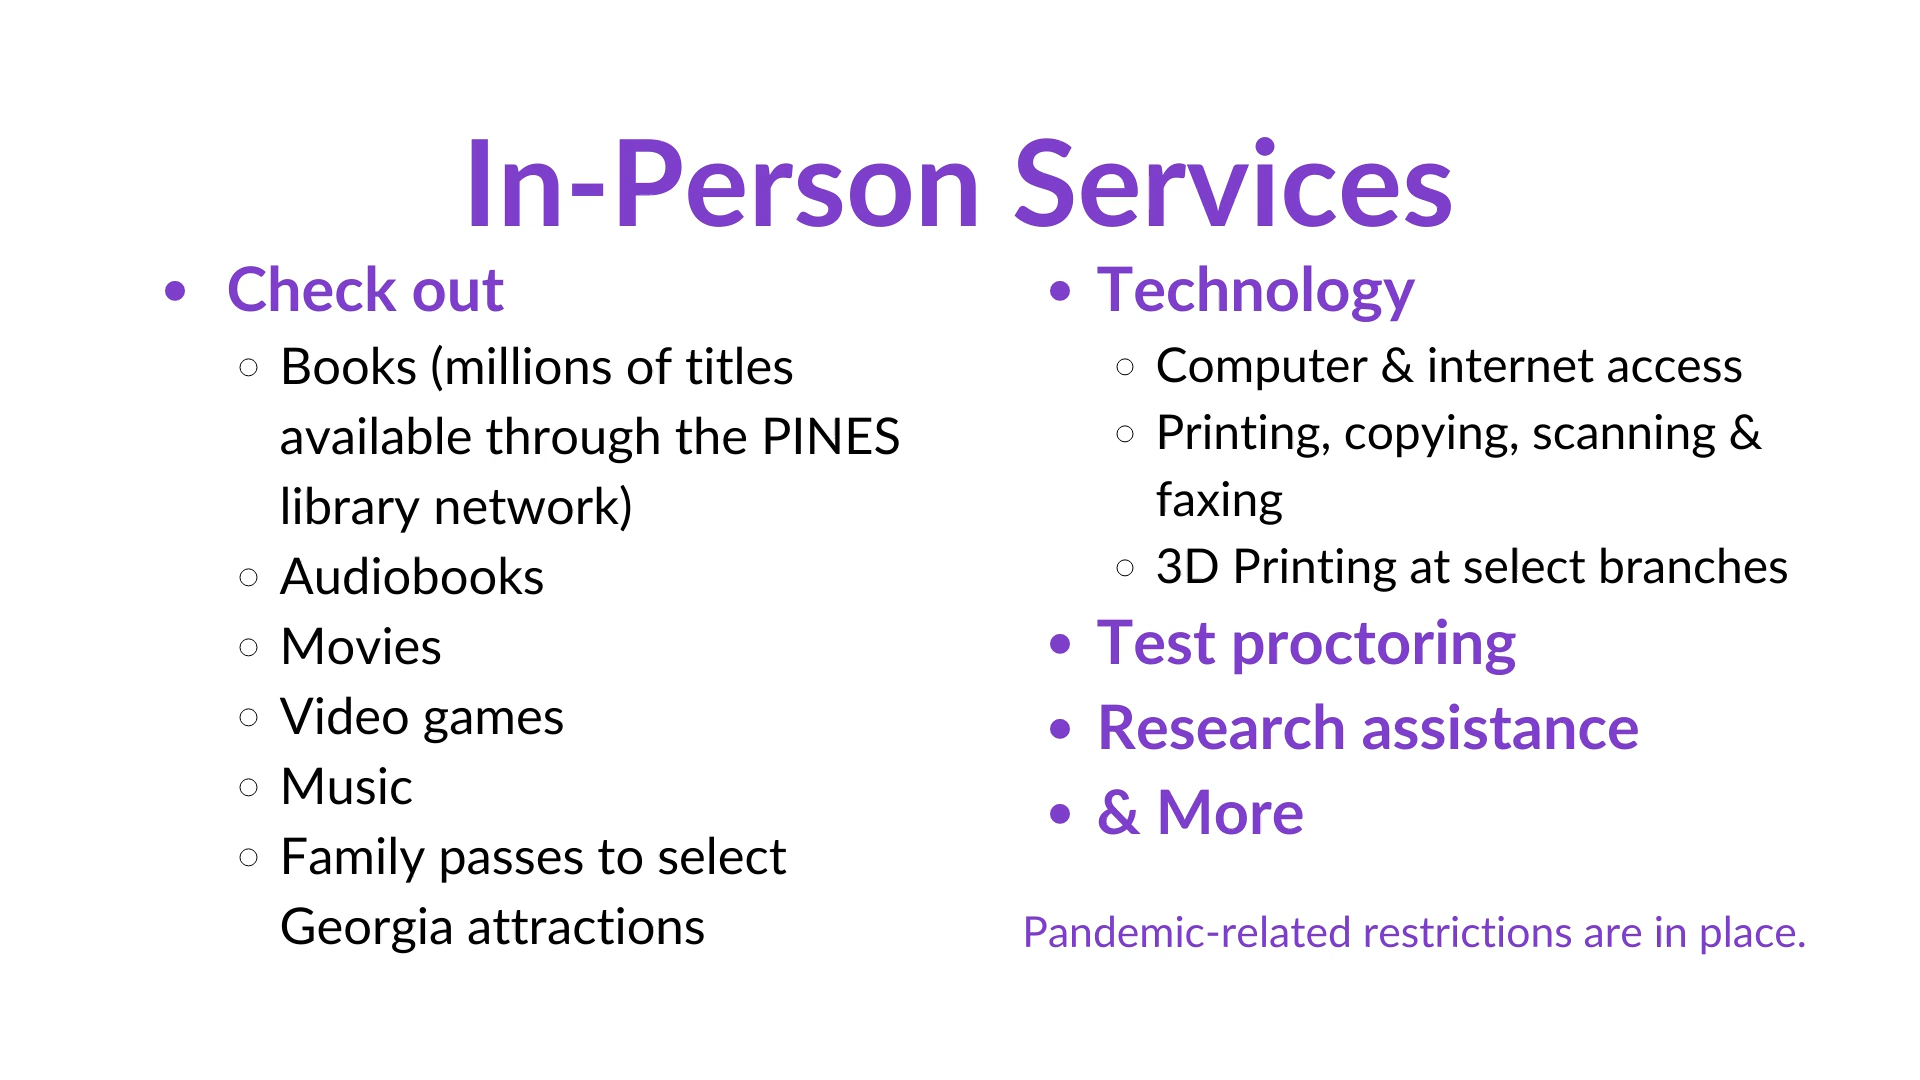 In-Person Services
• Check out
○ Books (millions of titles
available through the PINES
library network)
○ Audiobooks
○ Movies
○ Video games
○ Music
○ Family passes to select
Georgia attractions
• Technology
○ Computer & internet access
○ Printing, copying, scanning &
faxing
○ 3D Printing at select branches
• Test proctoring
• Research assistance
• & More
Pandemic-related restrictions are in place.